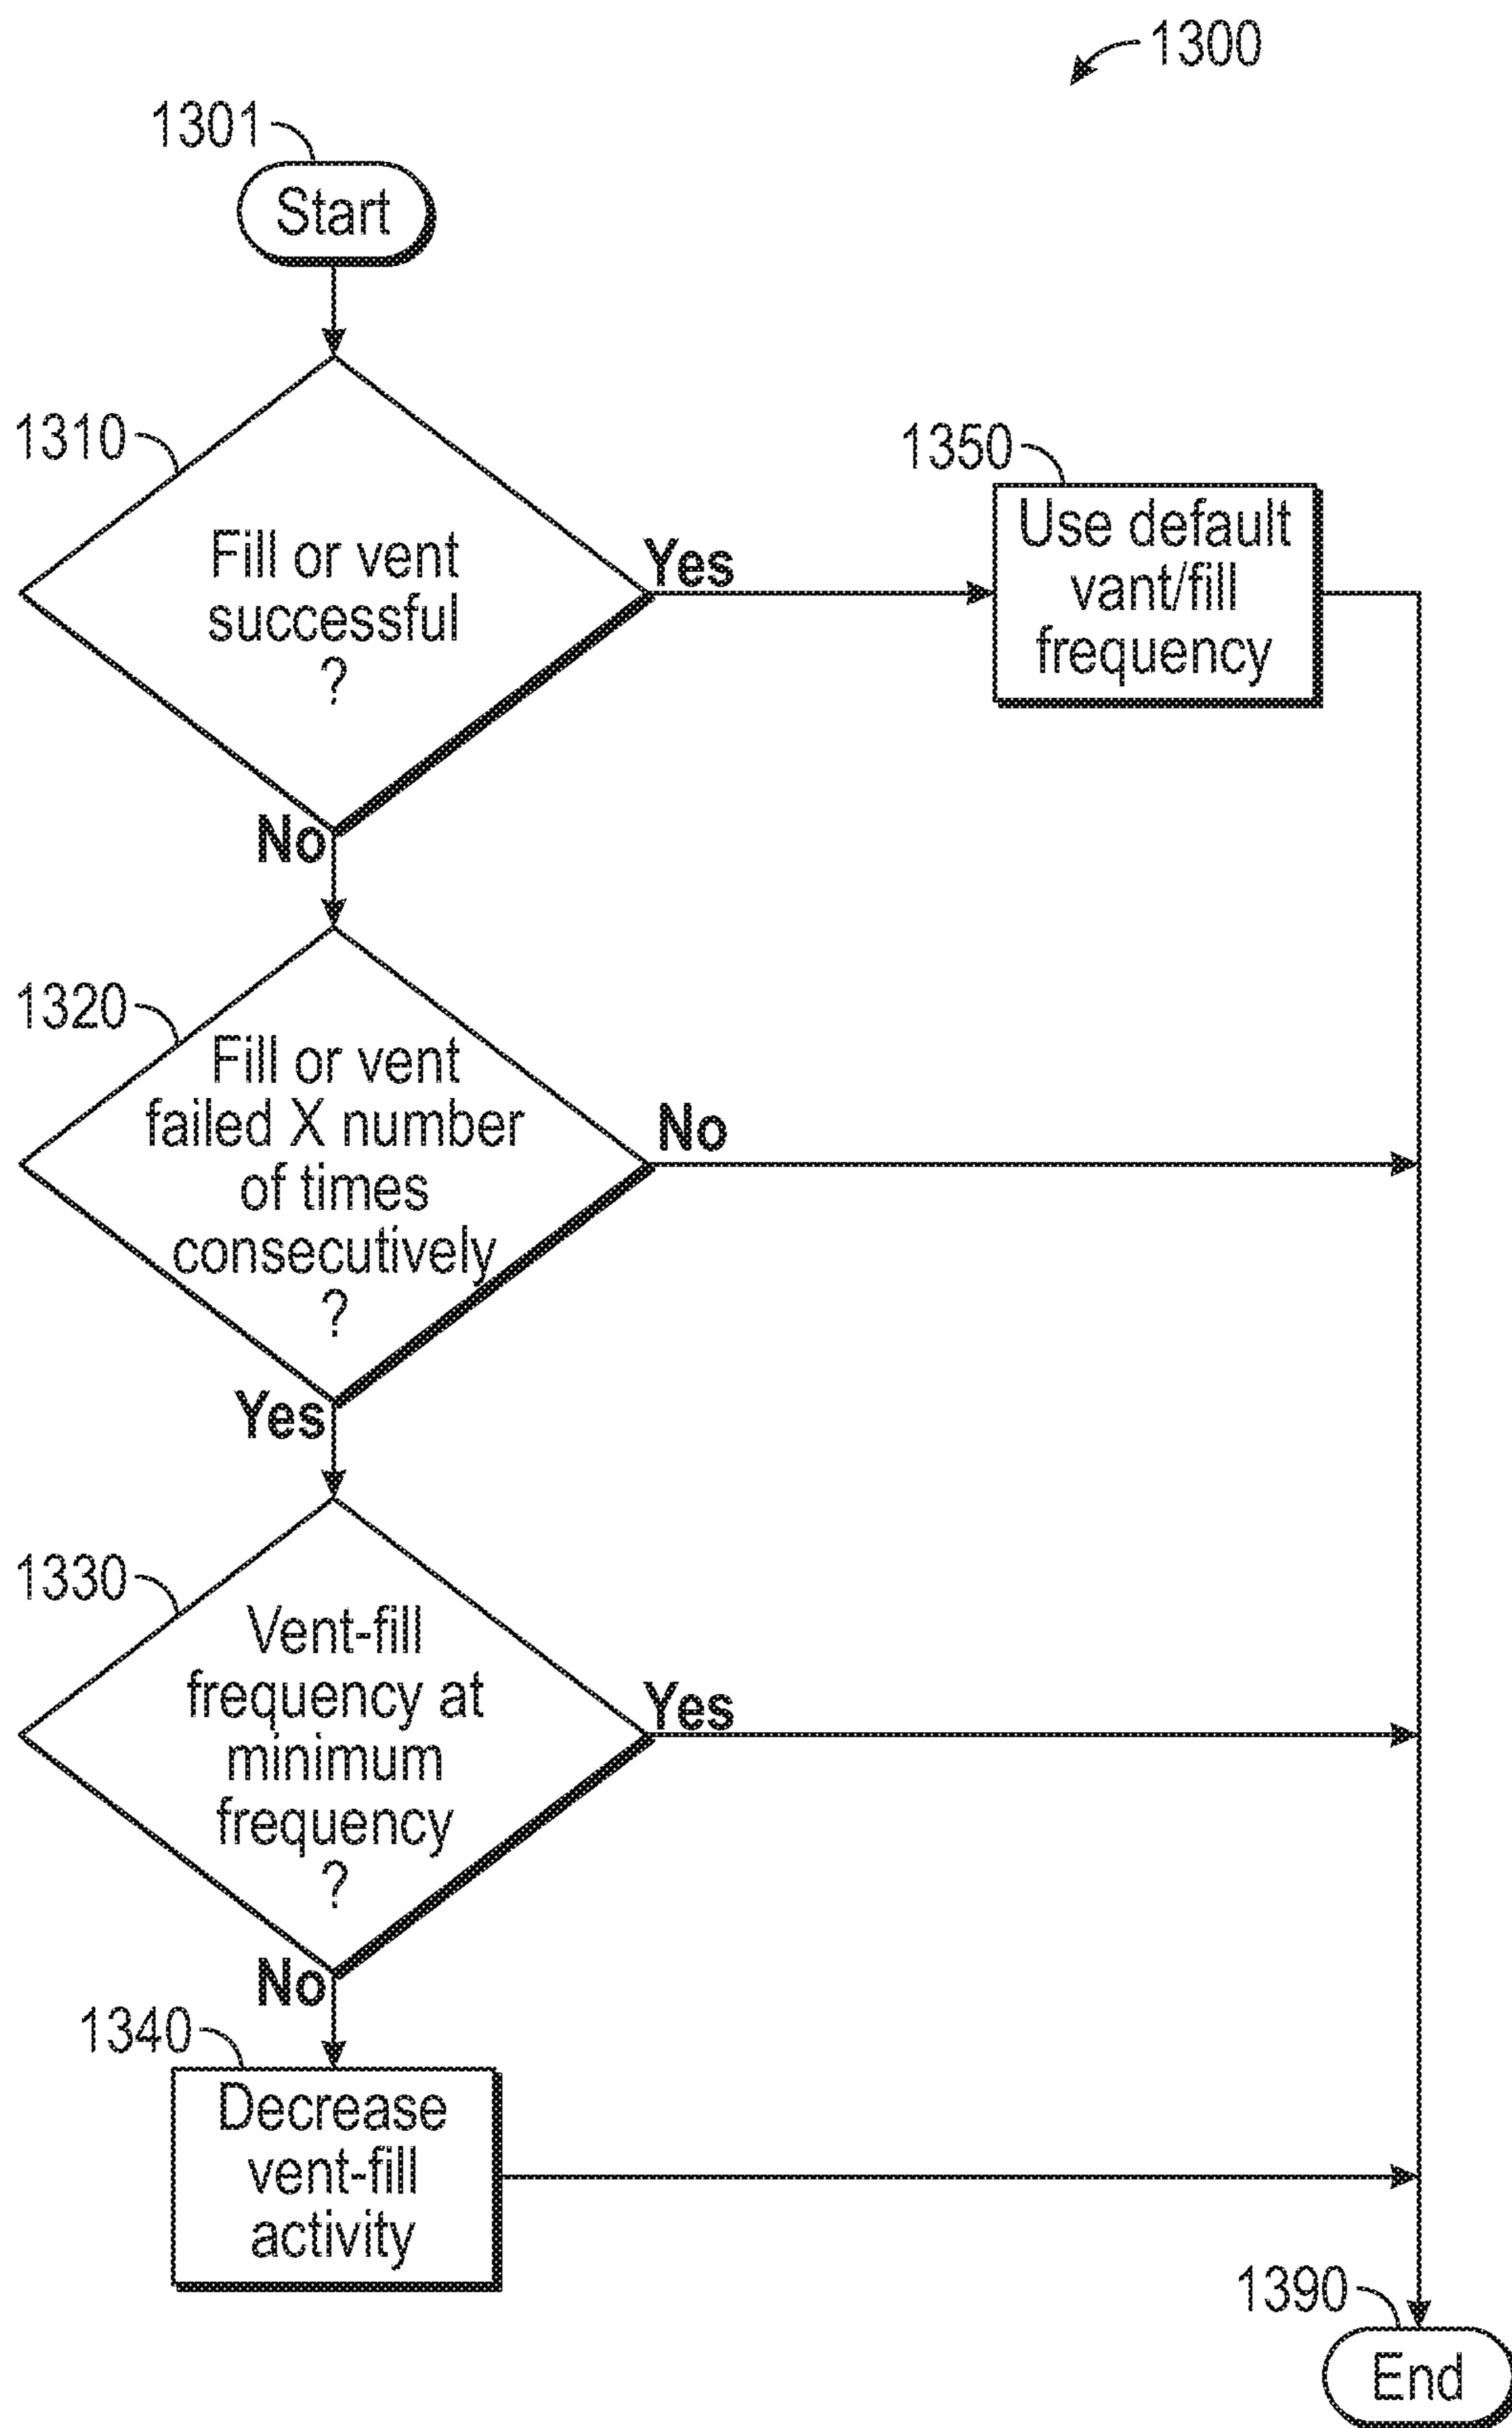 1300
1301
Start
1310
Fill or vent
successful
?
Yes
1350
Use default
vant/fill
frequency
No
1320
Fill or vent
failed X number
of times
consecutively
?
No
Yes
1330
Vent-fill
frequency at
minimum
frequency
?
Yes
No
1340
Decrease
vent-fill
activity
1390
End